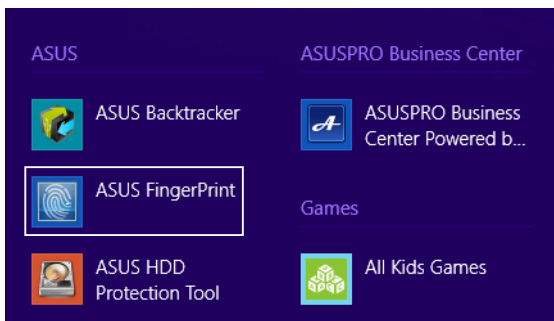 ASUS
ASUS Backtracker
ASUS FingerPrint
ASUS HDD
Protection Tool
ASUSPRO Business Center
ASUSPRO Business
Center Powered b...
Games
All Kids Games